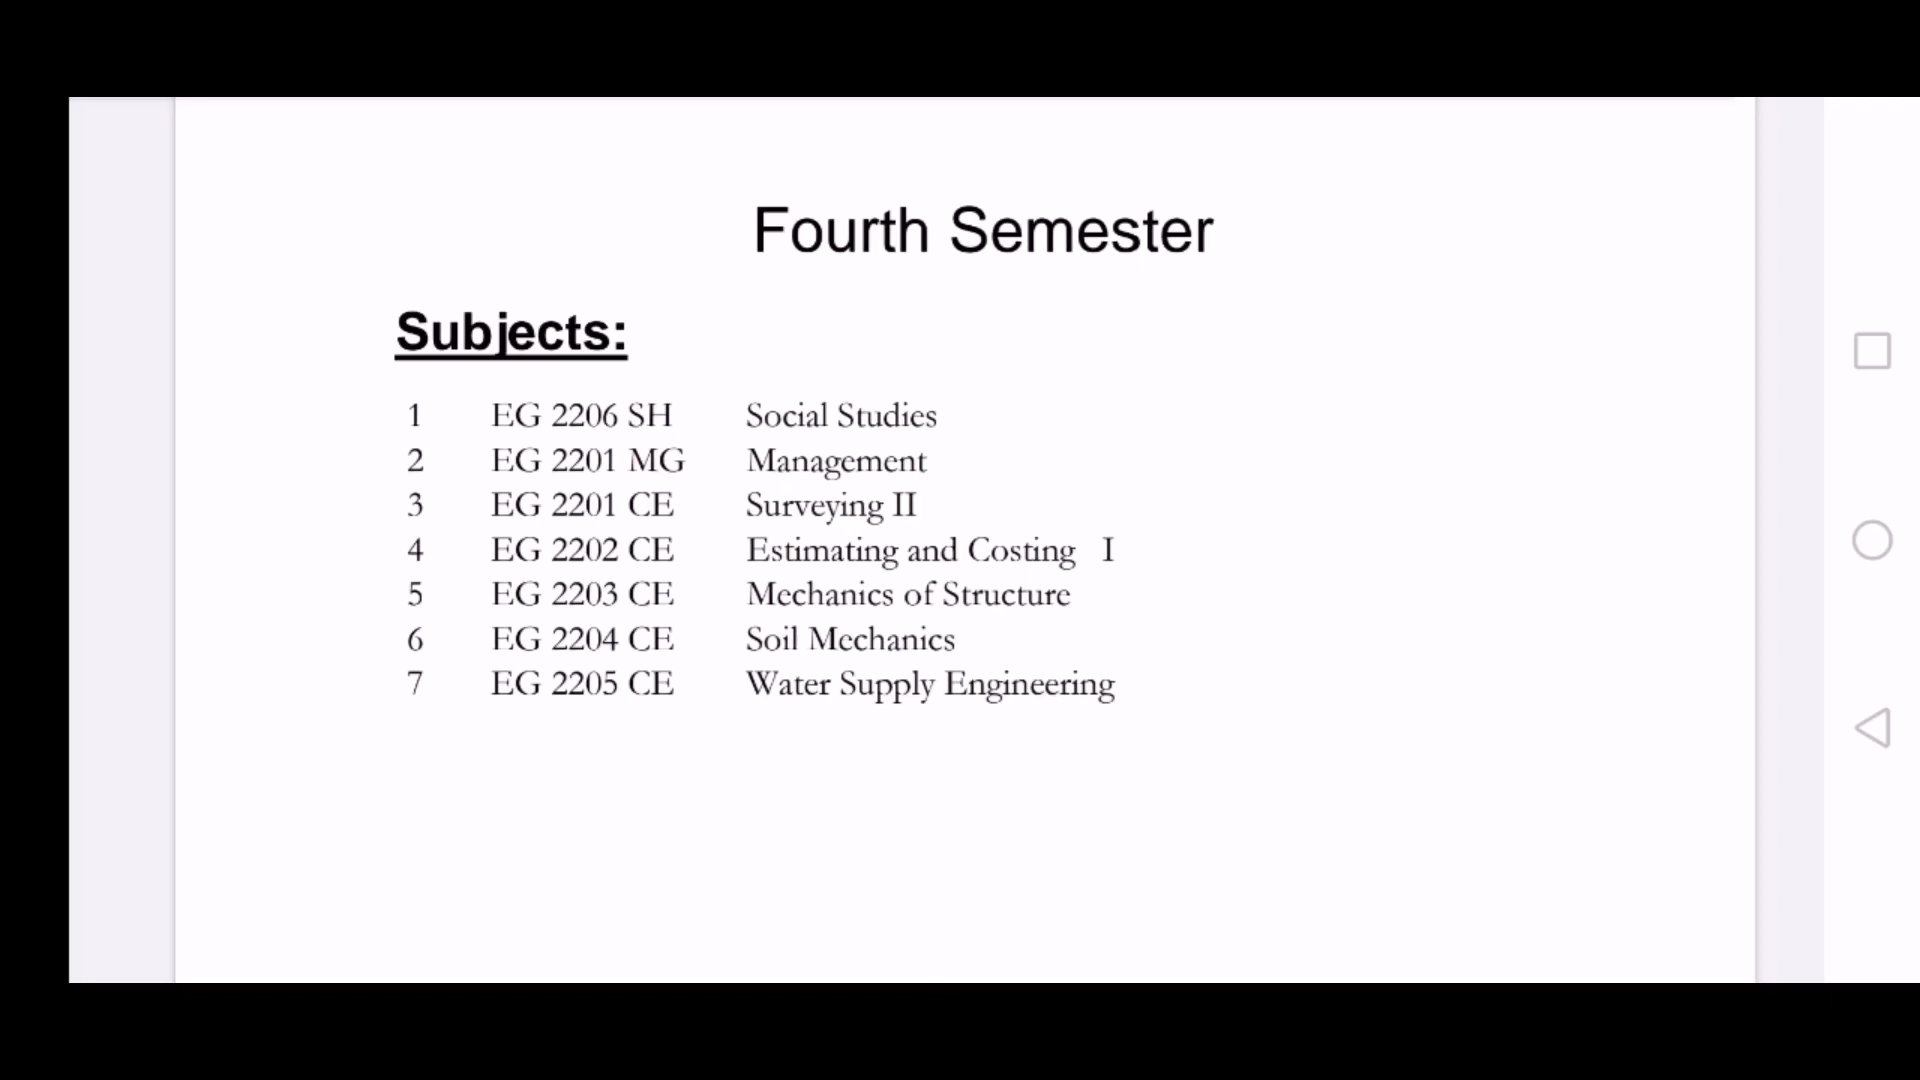 Fourth Semester
Subjects:
1 EG 2206 SH Social Studies
2 EG 2201 MG Management
3 EG 2201 CE Surveying II
4 EG 2202 CE Estimating and Costing I
5 EG 2203 CE Mechanics of Structure
6 EG 2204 CE Soil Mechanics
7 EG 2205 CE Water Supply Engineering